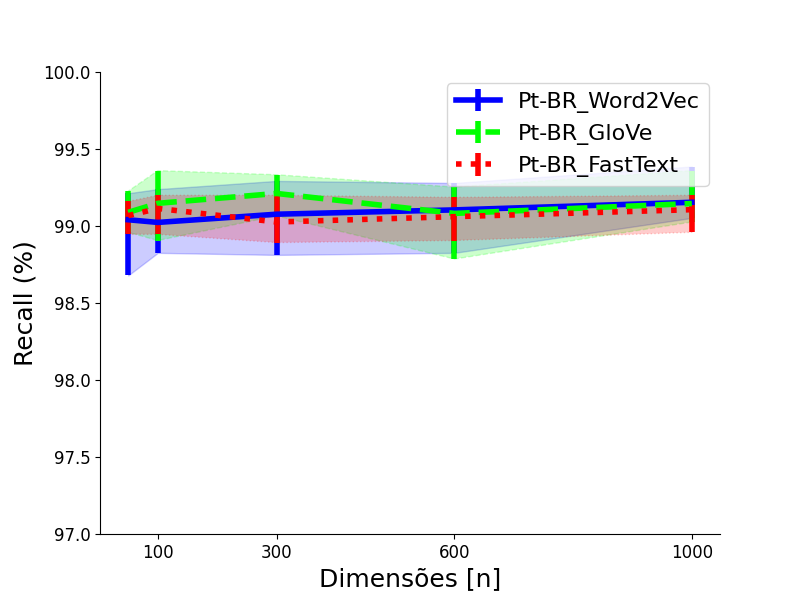 100.0
99.5
99.0
98.5
98.0
97.5
97.0
Recall (%)
Pt-BR_Word2Vec
Pt-BR_GloVe
Pt-BR_FastText
100 300 600 1000
Dimensões [n]